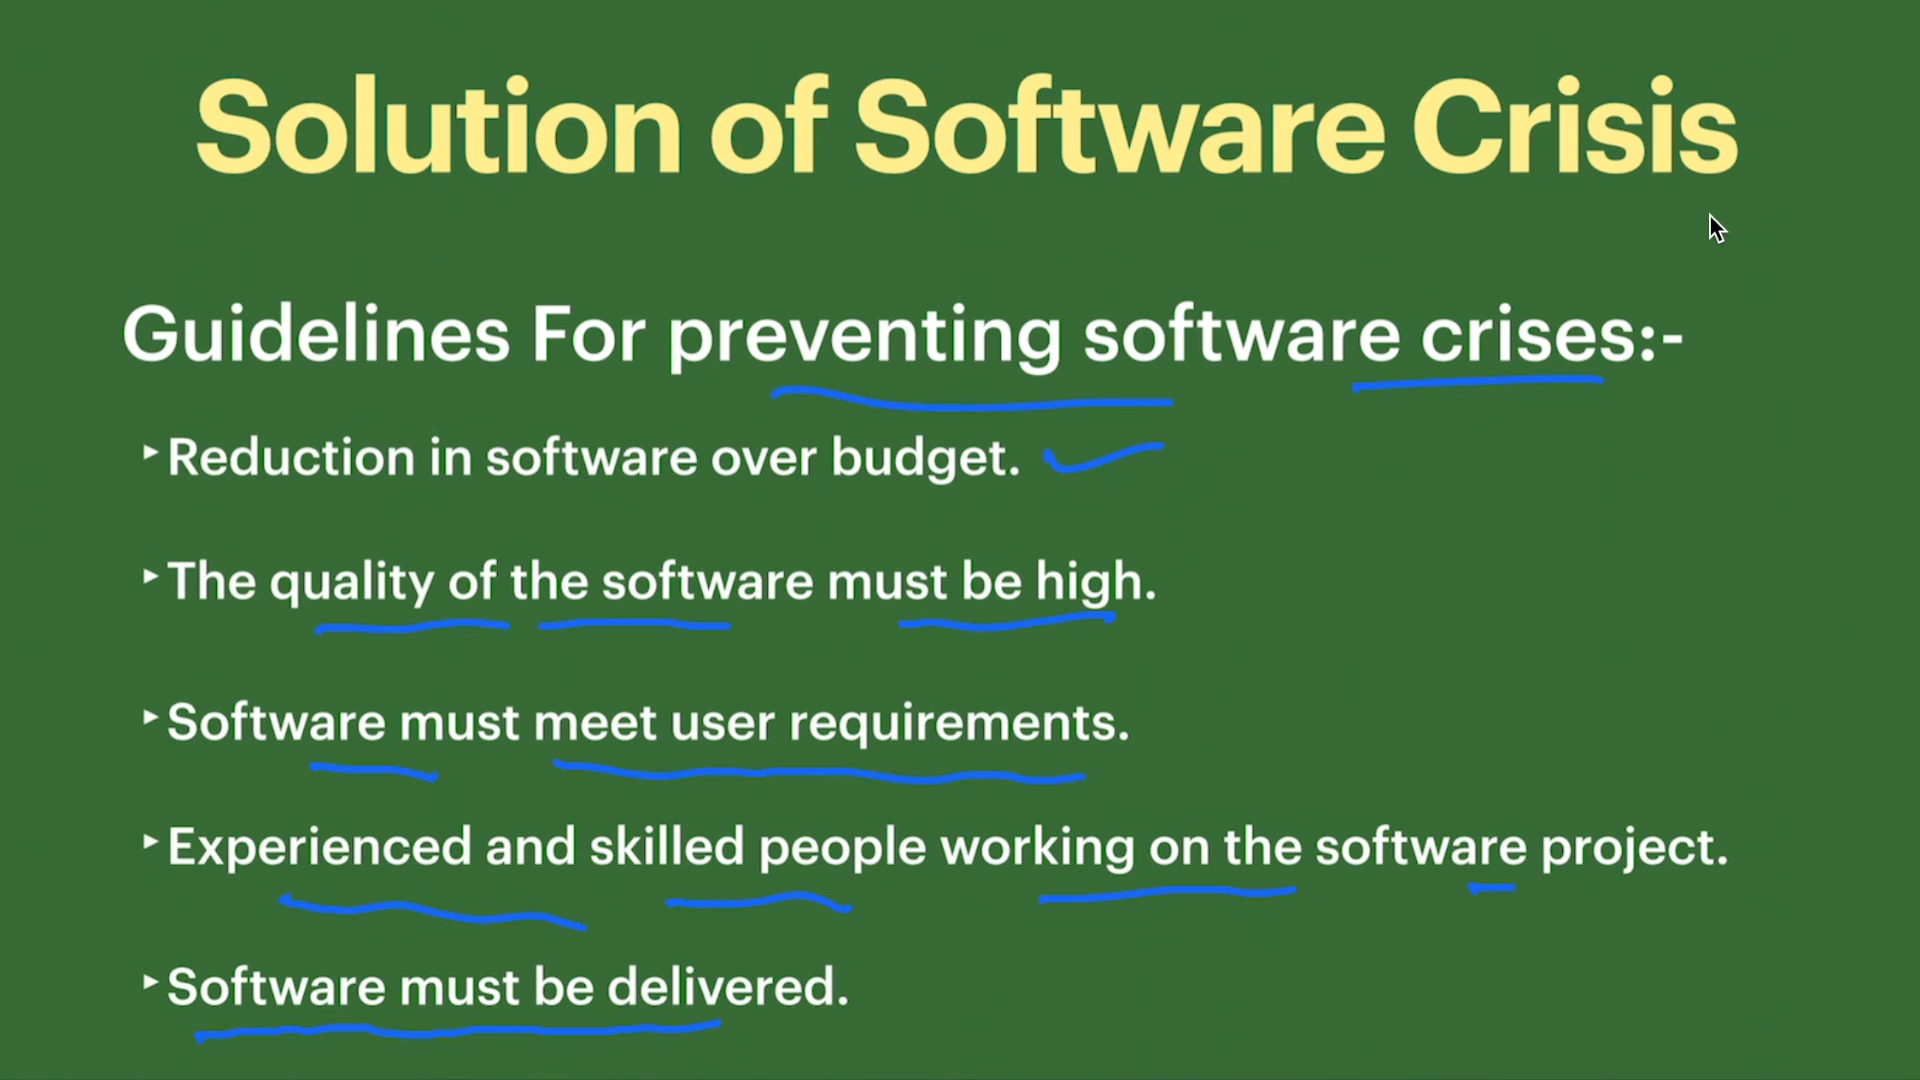 Solution of Software Crisis
Guidelines For preventing software crises:-
‣ Reduction in software over budget.
‣ The quality of the software must be high.
‣ Software must meet user requirements.
‣ Experienced and skilled people working on the software project.
‣ Software must be delivered.